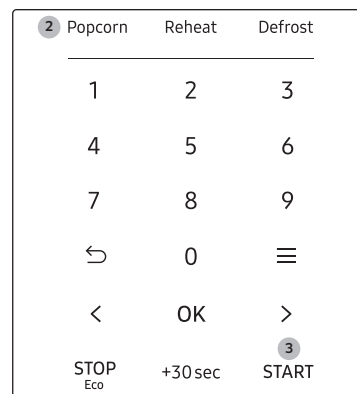 2 Popcorn Reheat Defrost
1 2 3
4 5 6
7 8 9
0
< OK >
3
STOP +30 sec START
Eco